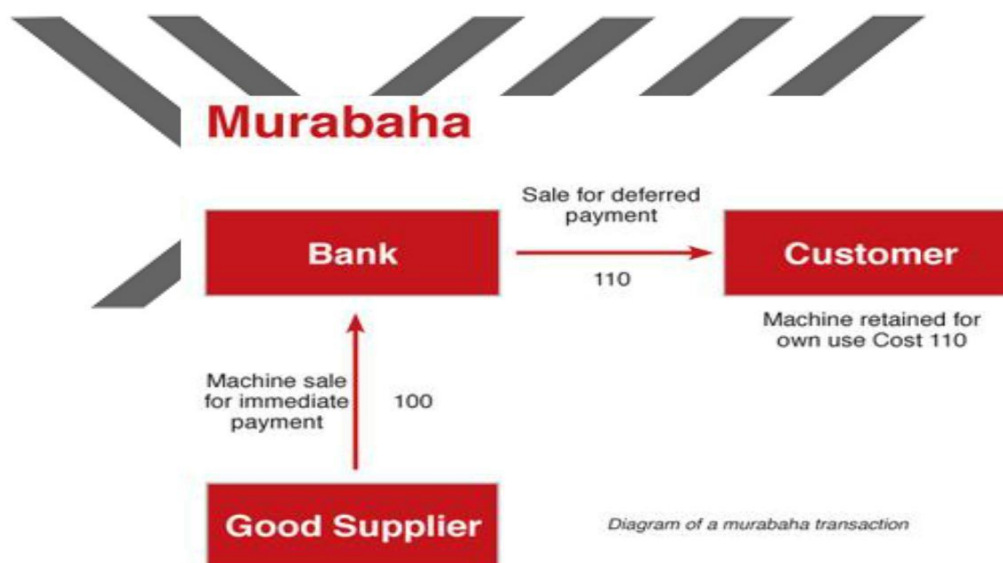 Murabaha
Sale for deferred
payment
Bank
Customer
110
Machine retained for
own use Cost 110
Machine sale
for immediate
payment
100
Good Supplier
Diagram of a murabaha transaction